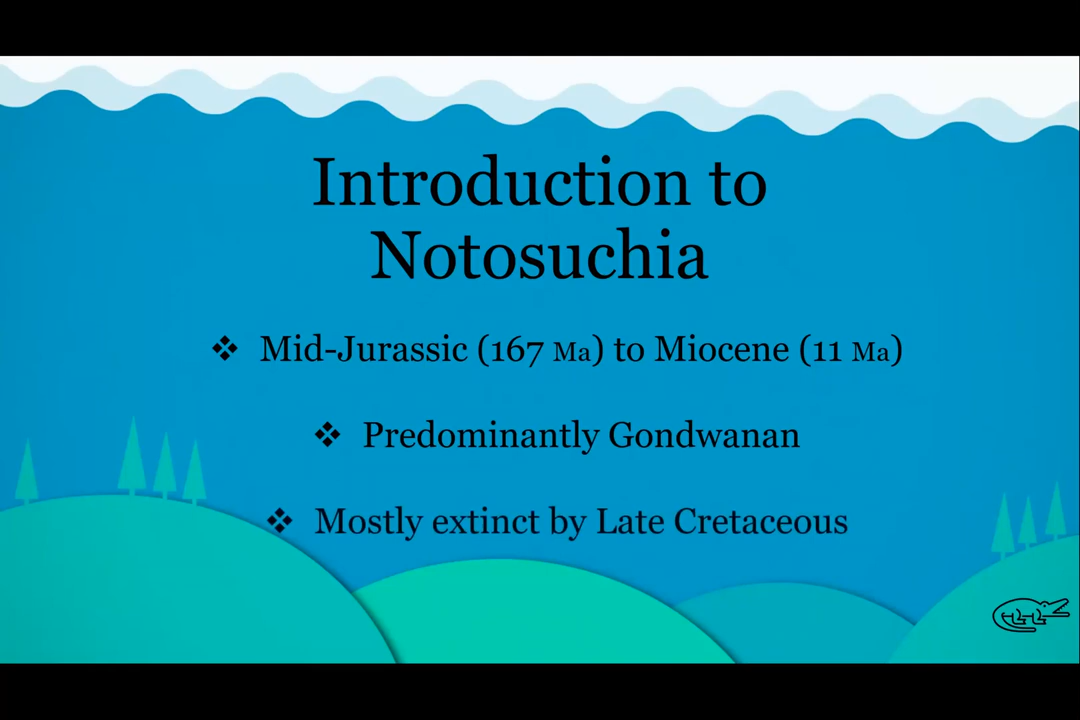 Introduction to
Notosuchia
❖ Mid-Jurassic (167 Ma) to Miocene (11 Ma)
❖ Predominantly Gondwanan
❖ Mostly extinct by Late Cretaceous